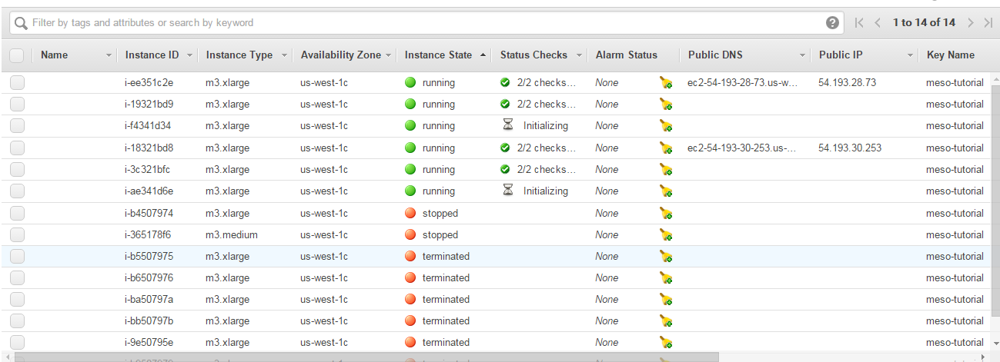 Filter by tags and attributes or search by keyword ? 1 to 14 of 14
Name Instance ID Instance Type Availability Zone Instance State Status Checks Alarm Status Public DNS Public IP Key Name
i-ee351c2e m3.xlarge us-west-1c running 2/2 checks... None ec2-54-193-28-73.us-w... 54.193.28.73 meso-tutorial
i-19321bd9 m3.xlarge us-west-1c running 2/2 checks... None meso-tutorial
i-f4341d34 m3.xlarge us-west-1c running Initializing None meso-tutorial
i-18321bd8 m3.xlarge us-west-1c running 2/2 checks... None ec2-54-193-30-253.us-... 54.193.30.253 meso-tutorial
i-3c321bfc m3.xlarge us-west-1c running 2/2 checks... None meso-tutorial
i-ae341d6e m3.xlarge us-west-1c running Initializing None meso-tutorial
i-b4507974 m3.xlarge us-west-1c stopped None meso-tutorial
i-365178f6 m3.medium us-west-1c stopped None meso-tutorial
i-b5507975 m3.xlarge us-west-1c terminated None meso-tutorial
i-b6507976 m3.xlarge us-west-1c terminated None meso-tutorial
i-ba50797a m3.xlarge us-west-1c terminated None meso-tutorial
i-bb50797b m3.xlarge us-west-1c terminated None meso-tutorial
i-9e50795e m3.xlarge us-west-1c terminated None meso-tutorial